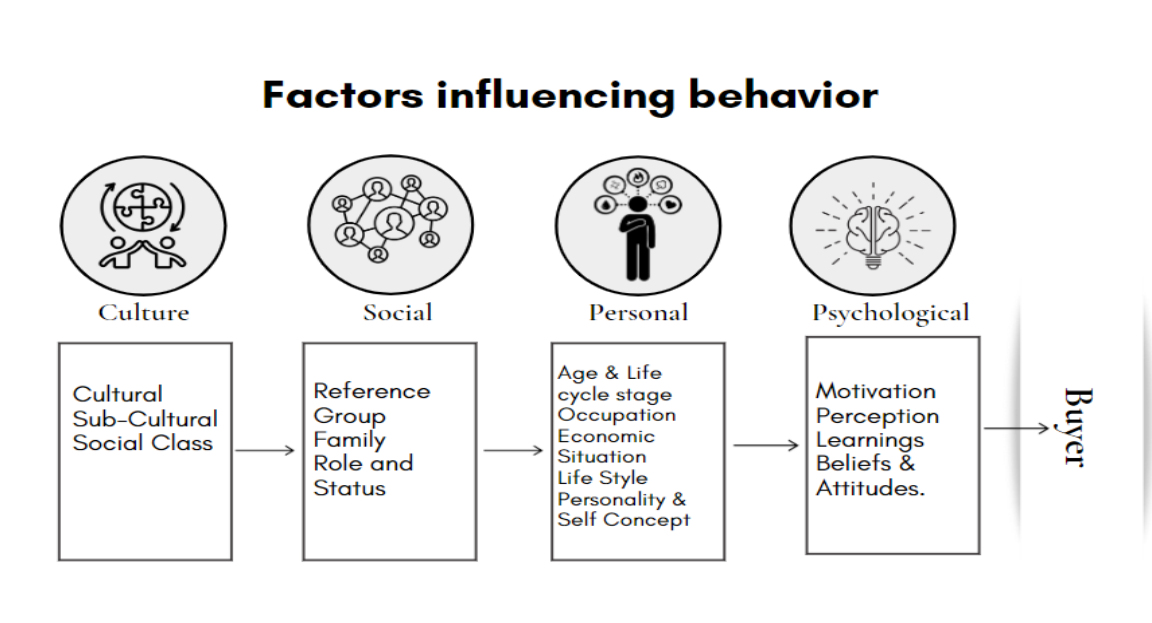 Factors influencing behavior
Culture
Social
Personal
Psychological
Cultural
Sub-Cultural
Social Class
Reference
Group
Family
Role and
Status
Age & Life
cycle stage
Occupation
Economic
Situation
Life Style
Personality &
Self Concept
Motivation
Perception
Learnings
Beliefs &
Attitudes.
Buyer